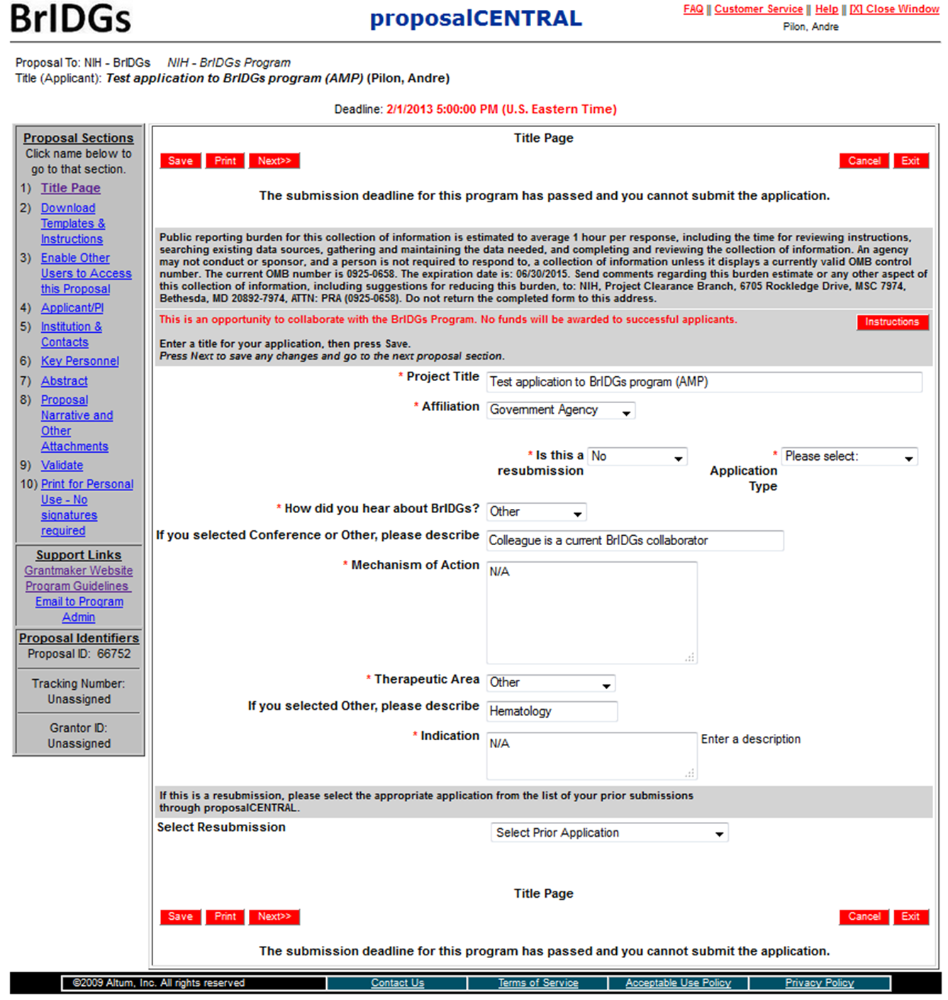 BrIDGs
proposalCENTRAL
FAQ || Customer Service || Help || [X] Close Window
Pilon, Andre
Proposal To: NIH - BrIDGs NIH - BrIDGs Program
Title (Applicant): Test application to BrIDGs program (AMP) (Pilon, Andre)
Deadline: 2/1/2013 5:00:00 PM (U.S. Eastern Time)
Proposal Sections
Click name below to
go to that section.
1) Title Page
2) Download
Templates &
Instructions
3) Enable Other
Users to Access
this Proposal
4) Applicant/PI
5) Institution &
Contacts
6) Key Personnel
7) Abstract
8) Proposal
Narrative and
Other
Attachments
9) Validate
10) Print for Personal
Use - No
signatures
required
Support Links
Grantmaker Website
Program Guidelines
Email to Program
Admin
Proposal Identifiers
Proposal ID: 66752
Tracking Number:
Unassigned
Grantor ID:
Unassigned
Title Page
Save Print Next>> Cancel Exit
The submission deadline for this program has passed and you cannot submit the application.
Public reporting burden for this collection of information is estimated to average 1 hour per response, including the time for reviewing instructions,
searching existing data sources, gathering and maintaining the data needed, and completing and reviewing the collection of information. An agency
may not conduct or sponsor, and a person is not required to respond to, a collection of information unless it displays a currently valid OMB control
number. The current OMB number is 0925-0658. The expiration date is: 06/30/2015. Send comments regarding this burden estimate or any other aspect of
this collection of information, including suggestions for reducing this burden, to: NIH, Project Clearance Branch, 6705 Rockledge Drive, MSC 7974,
Bethesda, MD 20892-7974, ATTN: PRA (0925-0658). Do not return the completed form to this address.
This is an opportunity to collaborate with the BrIDGs Program. No funds will be awarded to successful applicants.
Instructions
Enter a title for your application, then press Save.
Press Next to save any changes and go to the next proposal section.
* Project Title Test application to BrIDGs program (AMP)
* Affiliation Government Agency
* Is this a No * Please select:
resubmission Application
Type
* How did you hear about BrIDGs? Other
If you selected Conference or Other, please describe Colleague is a current BrIDGs collaborator
* Mechanism of Action N/A
* Therapeutic Area Other
If you selected Other, please describe Hematology
* Indication N/A Enter a description
If this is a resubmission, please select the appropriate application from the list of your prior submissions
through proposalCENTRAL.
Select Resubmission Select Prior Application
Title Page
Save Print Next>> Cancel Exit
The submission deadline for this program has passed and you cannot submit the application.
©2009 Altum, Inc. All rights reserved Contact Us Terms of Service Acceptable Use Policy Privacy Policy